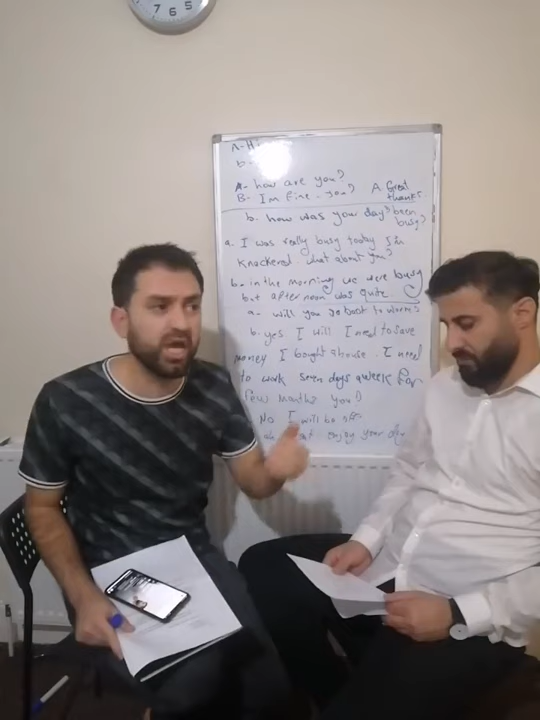 7 6 5
A- Hi
b-
A- how are you?
B- I'm fine. you? A. Great thanks.
b. how was your day? been busy?
a. I was really busy today I'm
knackered. what about you?
b- in the morning we were busy
but afternoon was quite
a- will you go back to work?
b- yes I will I need to save
money I bought a house. I need
to work seven days a week for
few months you?
No I will be off
enjoy your day